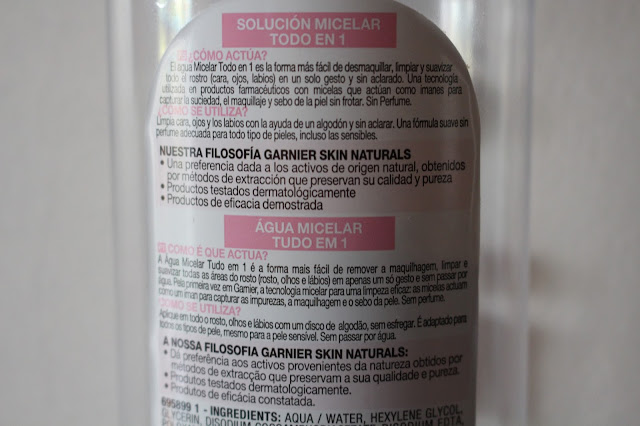 SOLUCIÓN MICELAR
TODO EN 1
¿CÓMO ACTÚA?
El agua Micelar Todo en 1 es la forma más fácil de desmaquillar, limpiar y suavizar
todo el rostro (cara, ojos, labios) en un solo gesto y sin aclarado. Una tecnología
utilizada en productos farmacéuticos con micelas que actúan como imanes para
capturar la suciedad, el maquillaje y sebo de la piel sin frotar. Sin Perfume.
¿CÓMO SE UTILIZA?
Limpia cara, ojos y los labios con la ayuda de un algodón y sin aclarar. Una fórmula suave sin
perfume adecuada para todo tipo de pieles, incluso las sensibles.
NUESTRA FILOSOFÍA GARNIER SKIN NATURALS
• Una preferencia dada a los activos de origen natural, obtenidos
por métodos de extracción que preservan su calidad y pureza
• Productos testados dermatológicamente
• Productos de eficacia demostrada
ÁGUA MICELAR
TUDO EM 1
COMO É QUE ACTUA?
A Água Micelar Tudo em 1 é a forma mais fácil de remover a maquilhagem, limpar e
suavizar todas as áreas do rosto (rosto, olhos e lábios) em apenas um só gesto e sem passar por
água. Pela primeira vez em Garnier, a tecnologia micelar para uma limpeza eficaz: as micelas actuam
como um íman para capturar as impurezas, a maquilhagem e o sebo da pele. Sem perfume.
COMO SE UTILIZA?
Aplique em todo o rosto, olhos e lábios com um disco de algodão, sem esfregar. É adaptado para
todos os tipos de pele, mesmo para a pele sensível. Sem passar por água.
A NOSSA FILOSOFIA GARNIER SKIN NATURALS:
• Dá preferência aos activos provenientes da natureza obtidos por
métodos de extracção que preservam a sua qualidade e pureza.
• Produtos testados dermatologicamente.
• Produtos de eficácia constatada.
695899 1 - INGREDIENTS: AQUA / WATER, HEXYLENE GLYCOL,
GLYCERIN, DISODIUM EDTA,